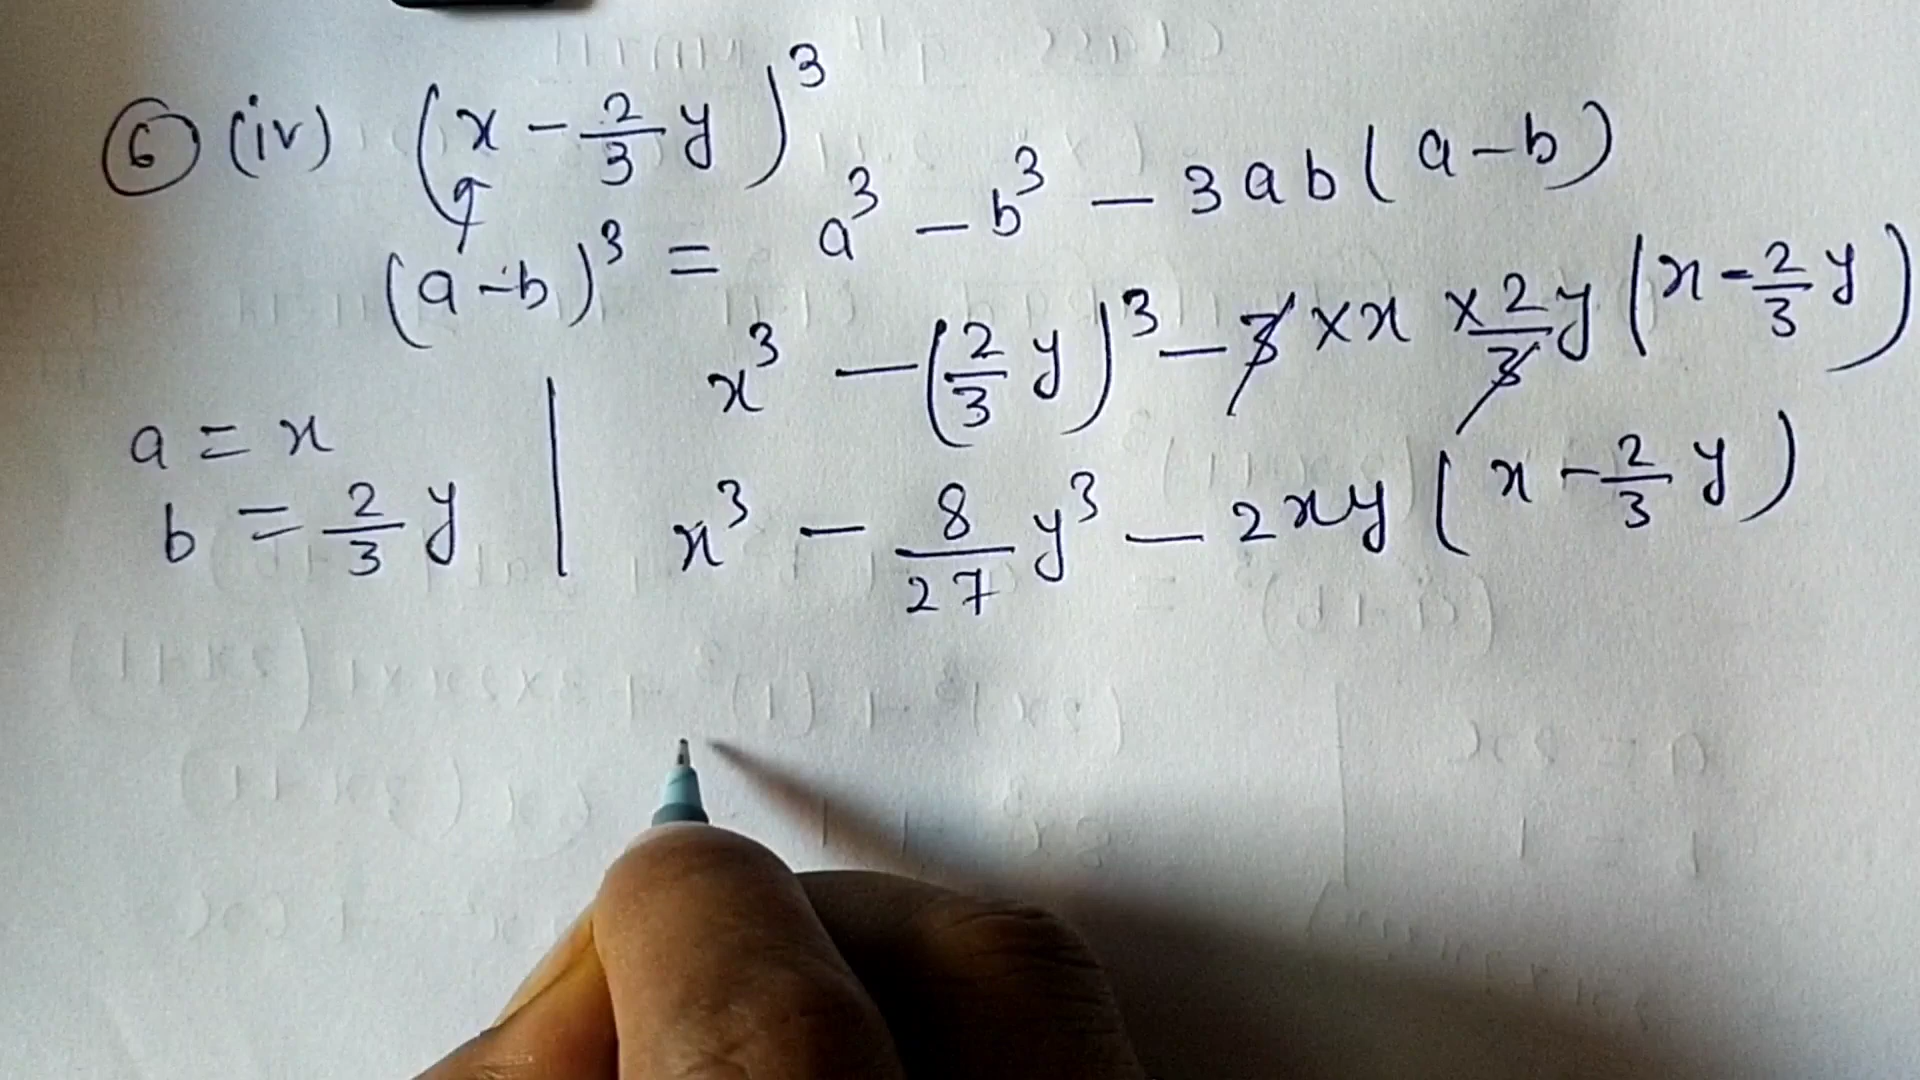 6 (iv) (x - 2/3 y)³
(a-b)³ = a³ - b³ - 3ab(a-b)
x³ - (2/3 y)³ - 3 × x × 2/3 y (x - 2/3 y)
a = x
b = 2/3 y
x³ - 8/27 y³ - 2xy (x - 2/3 y)